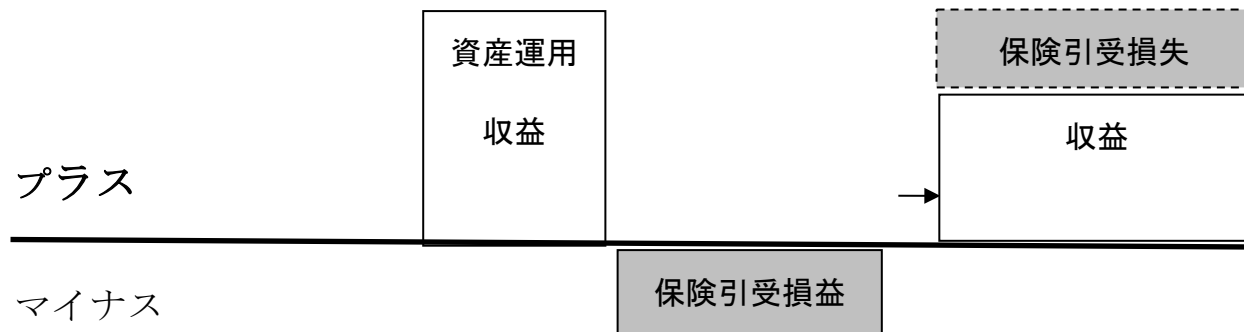 資産運用
収益
保険引受損失
収益
プラス
マイナス
保険引受損益